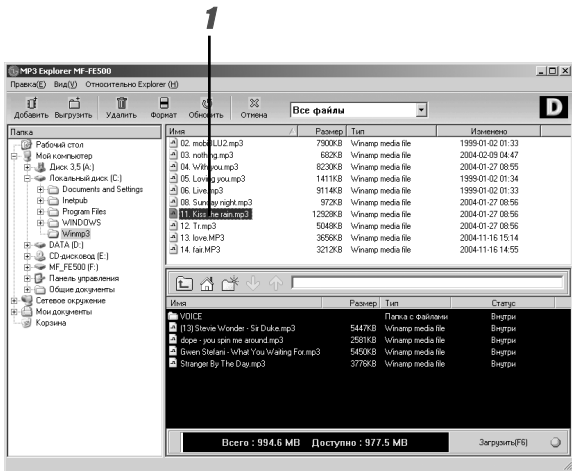 1
MP3 Explorer MF-FE500
Правка(E) Вид(V) Относительно Explorer (H)
Добавить Выгрузить Удалить Формат Обновить Отмена Все файлы D
Папка
Рабочий стол
Мой компьютер
Диск 3,5 (A:)
Локальный диск (C:)
Documents and Settings
Inetpub
Program Files
WINDOWS
Winmp3
DATA (D:)
CD-дисковод (E:)
MF_FE500 (F:)
Панель управления
Общие документы
Сетевое окружение
Мои документы
Корзина
Имя Размер Тип Изменено
02. mobilLU2.mp3 7900KB Winamp media file 1999-01-02 01:33
03. nothing.mp3 682KB Winamp media file 2004-02-09 04:47
04. With you.mp3 8230KB Winamp media file 2004-01-27 08:55
05. Loving you.mp3 1411KB Winamp media file 1999-01-02 01:34
06. Live.mp3 9114KB Winamp media file 1999-01-02 01:33
08. Sunday night.mp3 972KB Winamp media file 2004-01-27 08:56
11. Kiss the rain.mp3 12928KB Winamp media file 2004-01-27 08:56
12. Tr.mp3 5048KB Winamp media file 2004-01-27 08:56
13. love.MP3 3656KB Winamp media file 2004-11-16 15:14
14. fair.MP3 3212KB Winamp media file 2004-11-16 14:55
Имя Размер Тип Статус
VOICE Папка с файлами Внутри
(13) Stevie Wonder - Sir Duke.mp3 5447KB Winamp media file Внутри
dope - you spin me around.mp3 2581KB Winamp media file Внутри
Gwen Stefani - What You Waiting For.mp3 5450KB Winamp media file Внутри
Stranger By The Day.mp3 3776KB Winamp media file Внутри
Всего : 994.6 MB Доступно : 977.5 MB Загрузить(F6)